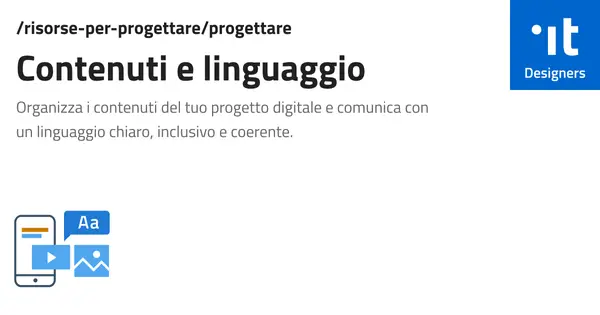 /risorse-per-progettare/progettare
Contenuti e linguaggio
Organizza i contenuti del tuo progetto digitale e comunica con
un linguaggio chiaro, inclusivo e coerente.
.it
Designers
Aa